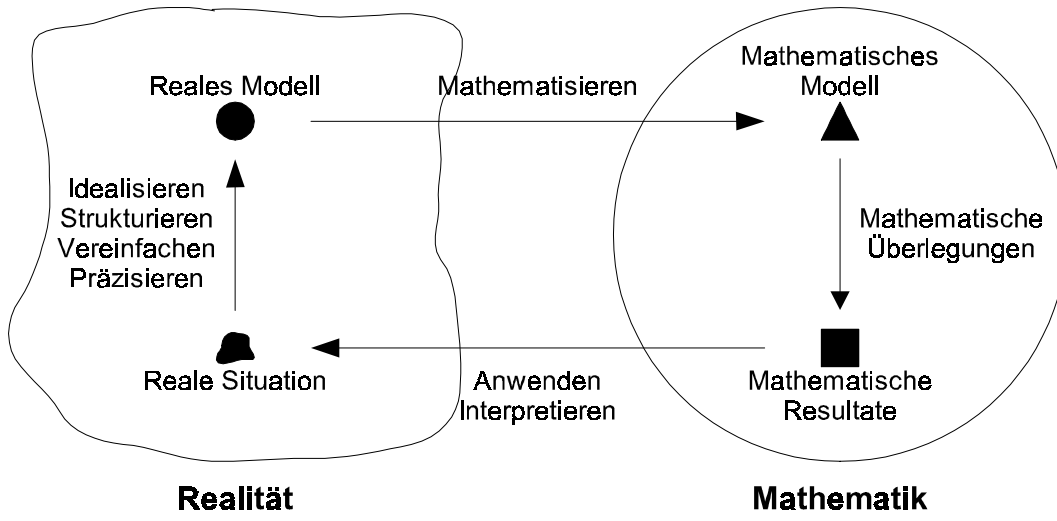 Reales Modell
Mathematisieren
Mathematisches
Modell
Idealisieren
Strukturieren
Vereinfachen
Präzisieren
Mathematische
Überlegungen
Reale Situation
Anwenden
Interpretieren
Mathematische
Resultate
Realität
Mathematik